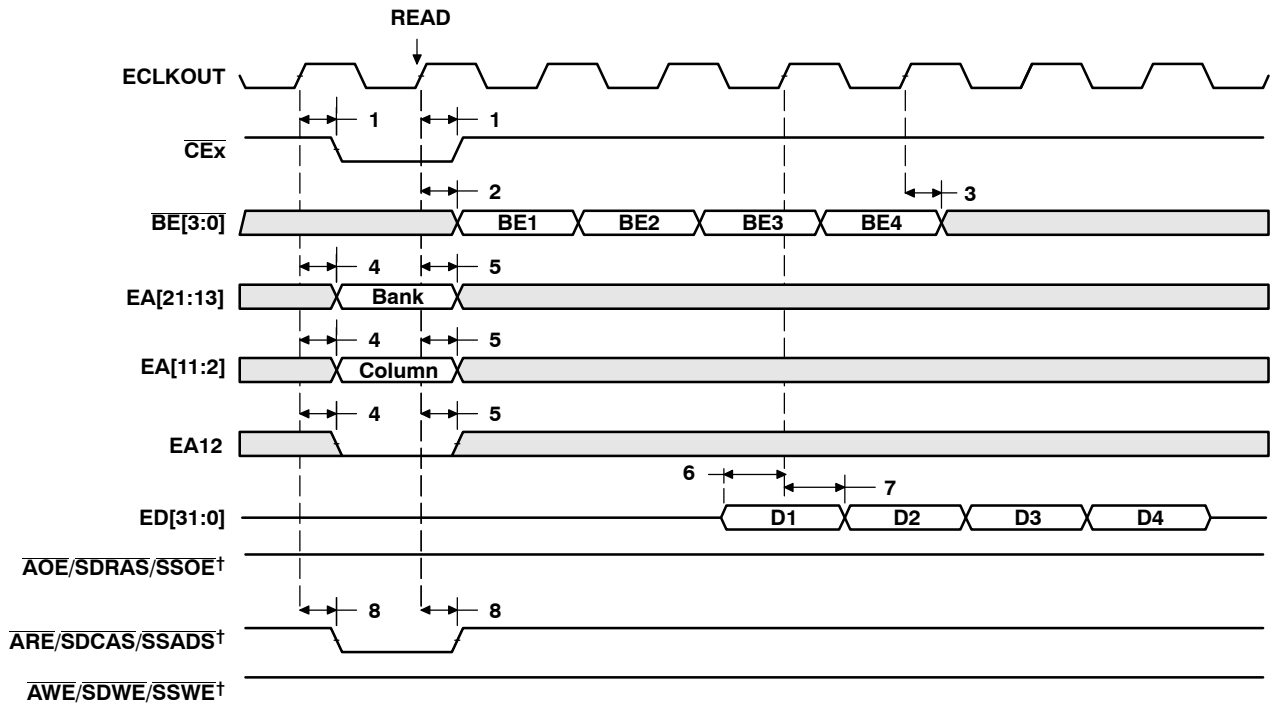 READ
ECLKOUT
1 1
CEx
2 3
BE[3:0] BE1 BE2 BE3 BE4
4 5
EA[21:13] Bank
4 5
EA[11:2] Column
4 5
EA12
6 7
ED[31:0] D1 D2 D3 D4
AOE/SDRAS/SSOE†
8 8
ARE/SDCAS/SSADS†
AWE/SDWE/SSWE†